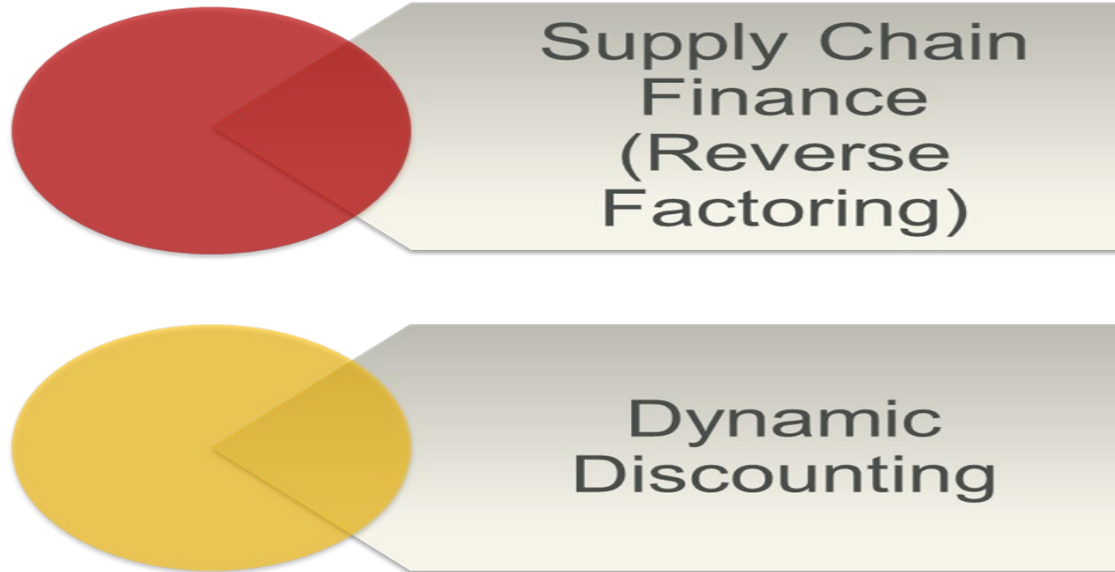 Supply Chain
Finance
(Reverse
Factoring)
Dynamic
Discounting